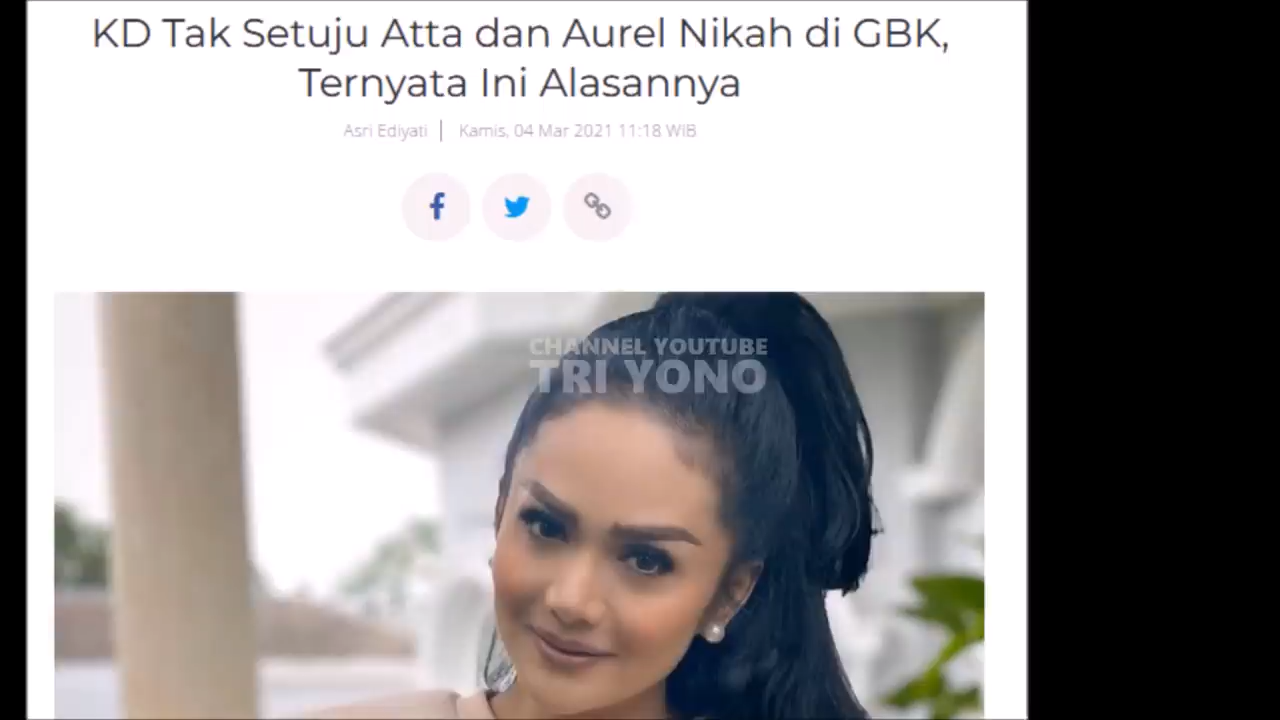 KD Tak Setuju Atta dan Aurel Nikah di GBK,
Ternyata Ini Alasannya
Asri Ediyati | Kamis, 04 Mar 2021 11:18 WIB
CHANNEL YOUTUBE
TRI YONO